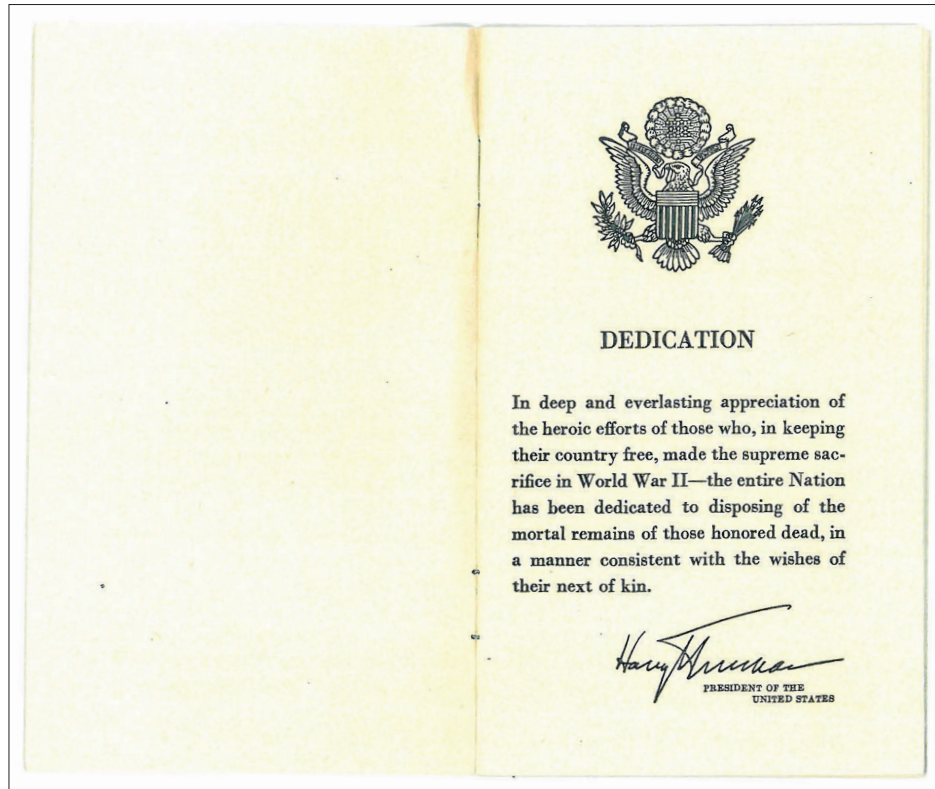 DEDICATION
In deep and everlasting appreciation of
the heroic efforts of those who, in keeping
their country free, made the supreme sac-
rifice in World War II—the entire Nation
has been dedicated to disposing of the
mortal remains of those honored dead, in
a manner consistent with the wishes of
their next of kin.
Harry Truman
PRESIDENT OF THE
UNITED STATES